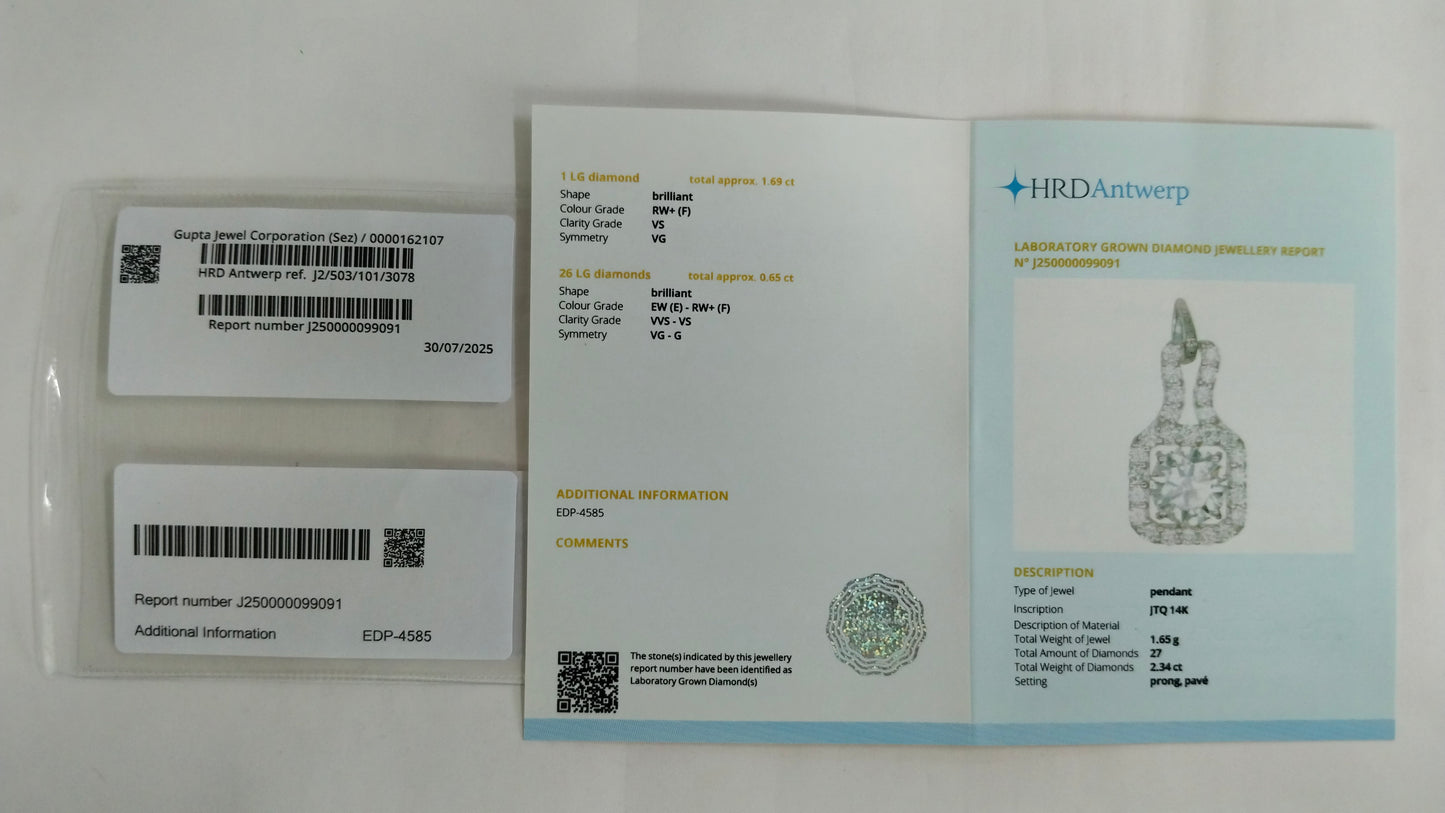 Gupta Jewel Corporation (Sez) / 0000162107
HRD Antwerp ref. J2/503/101/3078
Report number J250000099091
30/07/2025
Report number J250000099091
Additional Information EDP-4585
1 LG diamond total approx. 1.69 ct
Shape brilliant
Colour Grade RW+ (F)
Clarity Grade VS
Symmetry VG
26 LG diamonds total approx. 0.65 ct
Shape brilliant
Colour Grade EW (E) - RW+ (F)
Clarity Grade VVS - VS
Symmetry VG - G
ADDITIONAL INFORMATION
EDP-4585
COMMENTS
The stone(s) indicated by this jewellery
report number have been identified as
Laboratory Grown Diamond(s)
HRDAntwerp
LABORATORY GROWN DIAMOND JEWELLERY REPORT
N° J250000099091
DESCRIPTION
Type of Jewel pendant
Inscription JTQ 14K
Description of Material
Total Weight of Jewel 1.65 g
Total Amount of Diamonds 27
Total Weight of Diamonds 2.34 ct
Setting prong, pavé